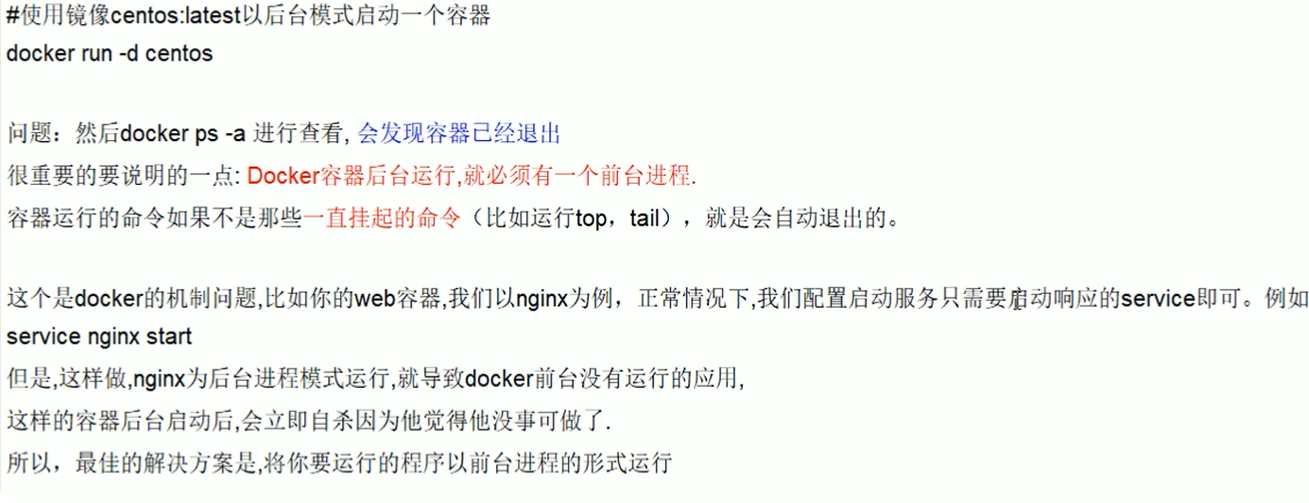 #使用镜像centos:latest以后台模式启动一个容器
docker run -d centos
问题：然后docker ps -a 进行查看, 会发现容器已经退出
很重要的要说明的一点: Docker容器后台运行,就必须有一个前台进程.
容器运行的命令如果不是那些一直挂起的命令（比如运行top，tail），就是会自动退出的。
这个是docker的机制问题,比如你的web容器,我们以nginx为例，正常情况下,我们配置启动服务只需要启动响应的service即可。例如
service nginx start
但是,这样做,nginx为后台进程模式运行,就导致docker前台没有运行的应用,
这样的容器后台启动后,会立即自杀因为他觉得他没事可做了.
所以，最佳的解决方案是,将你要运行的程序以前台进程的形式运行